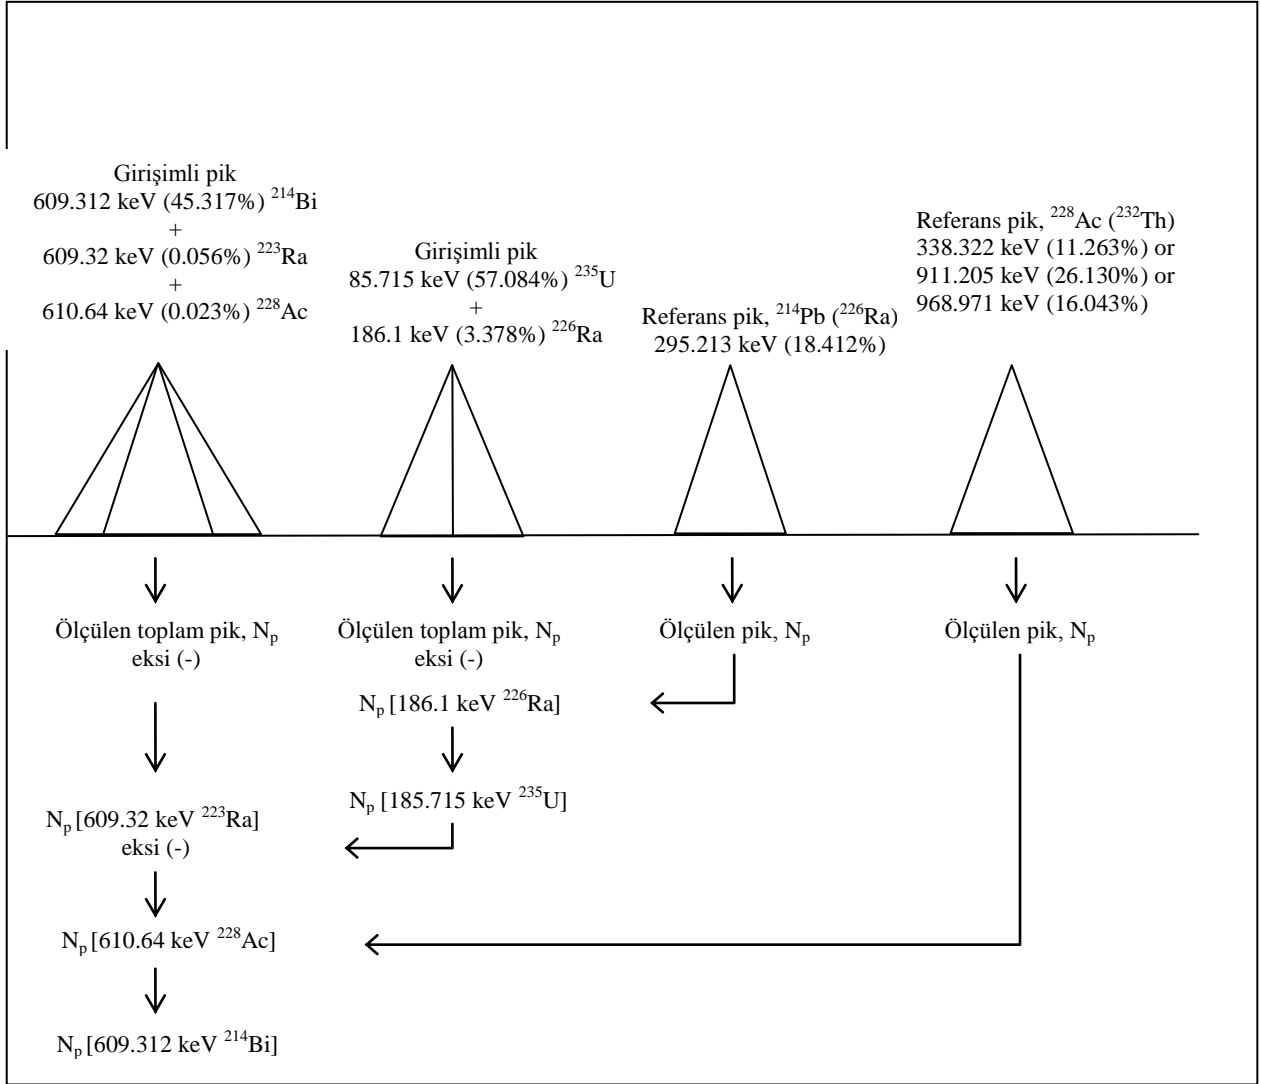 Girişimli pik
609.312 keV (45.317%) ²¹⁴Bi
+
609.32 keV (0.056%) ²²³Ra
+
610.64 keV (0.023%) ²²⁸Ac
Girişimli pik
85.715 keV (57.084%) ²³⁵U
+
186.1 keV (3.378%) ²²⁶Ra
Referans pik, ²¹⁴Pb (²²⁶Ra)
295.213 keV (18.412%)
Referans pik, ²²⁸Ac (²³²Th)
338.322 keV (11.263%) or
911.205 keV (26.130%) or
968.971 keV (16.043%)
Ölçülen toplam pik, Nₚ
eksi (-)
Nₚ [609.32 keV ²²³Ra]
eksi (-)
Nₚ [610.64 keV ²²⁸Ac]
Nₚ [609.312 keV ²¹⁴Bi]
Ölçülen toplam pik, Nₚ
eksi (-)
Nₚ [186.1 keV ²²⁶Ra]
Nₚ [185.715 keV ²³⁵U]
Ölçülen pik, Nₚ
Ölçülen pik, Nₚ